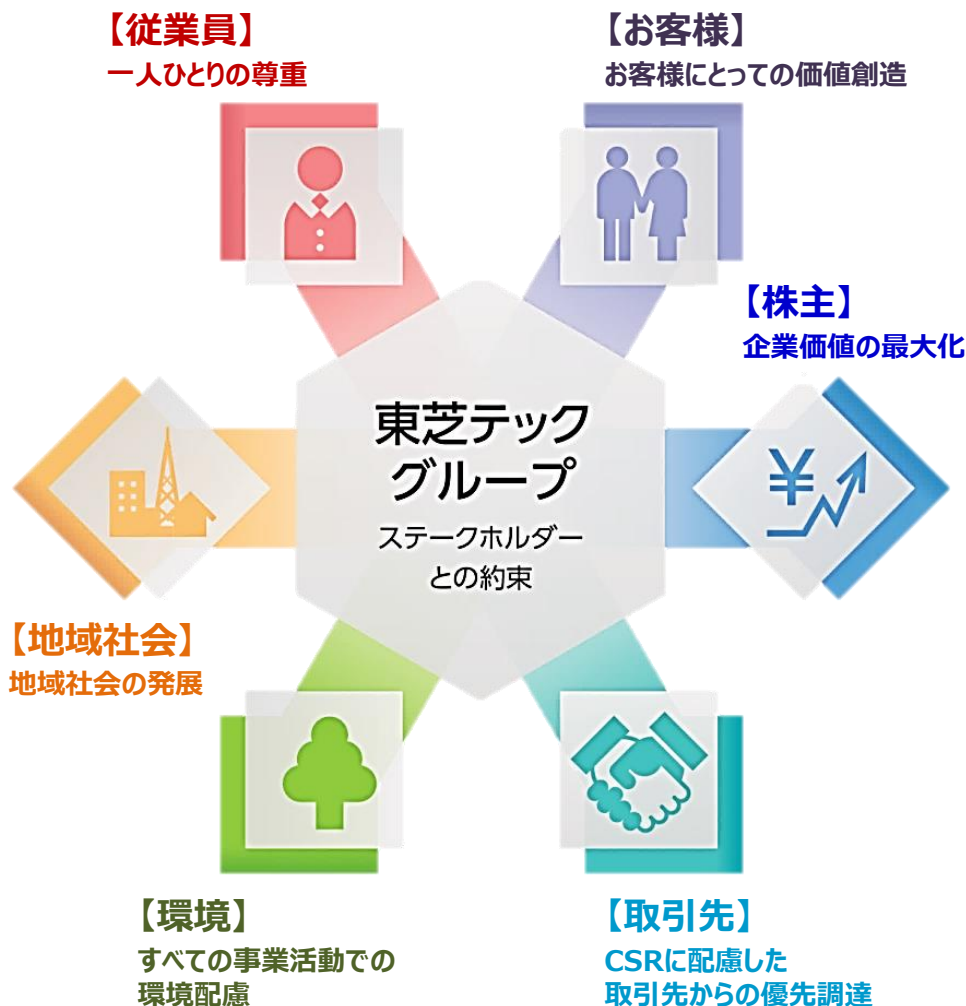 【従業員】
一人ひとりの尊重
【お客様】
お客様にとっての価値創造
【株主】
企業価値の最大化
東芝テック
グループ
ステークホルダー
との約束
¥
【地域社会】
地域社会の発展
【環境】
すべての事業活動での
環境配慮
【取引先】
CSRに配慮した
取引先からの優先調達